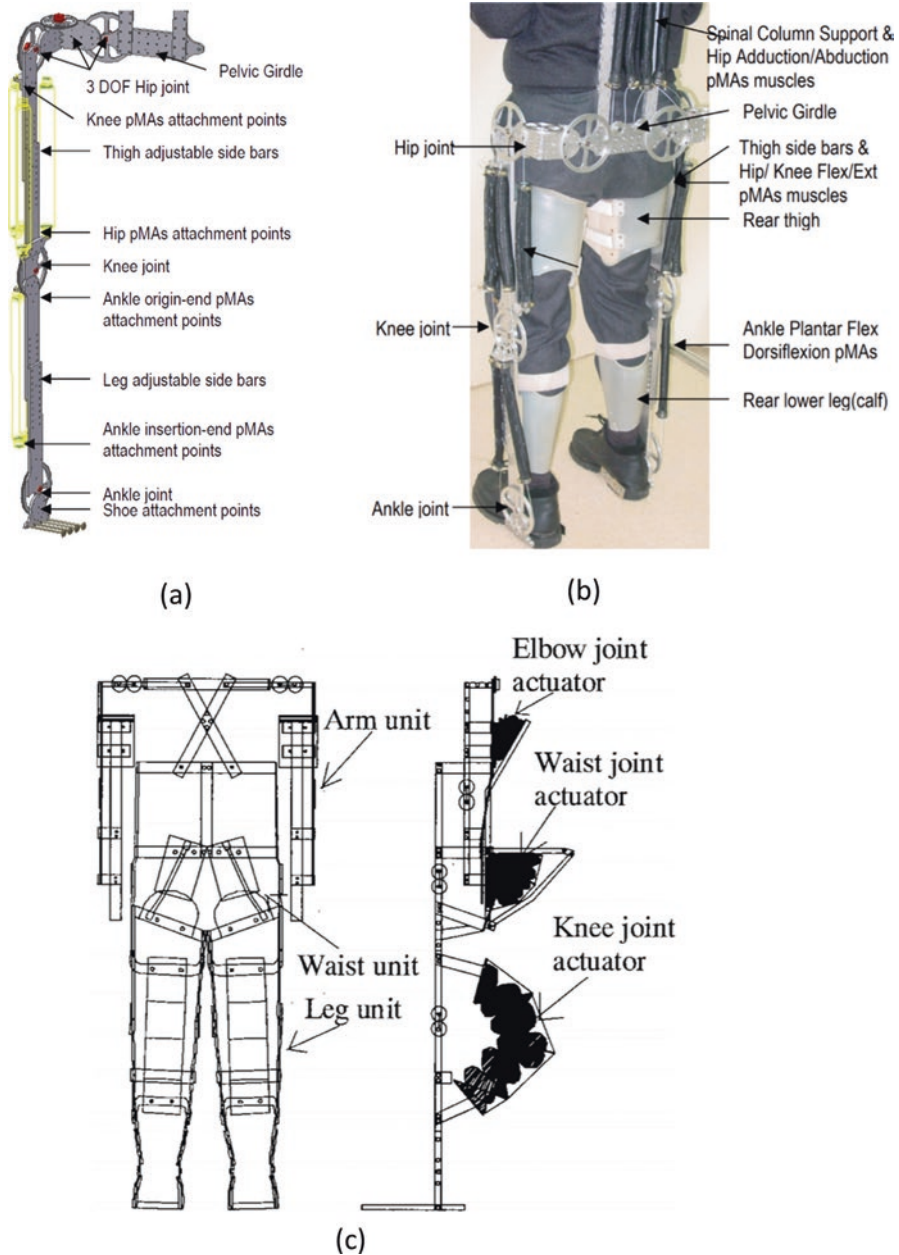 3 DOF Hip joint
Pelvic Girdle
Knee pMAs attachment points
Thigh adjustable side bars
Hip pMAs attachment points
Knee joint
Ankle origin-end pMAs
attachment points
Leg adjustable side bars
Ankle insertion-end pMAs
attachment points
Ankle joint
Shoe attachment points
(a)
Spinal Column Support &
Hip Adduction/Abduction
pMAs muscles
Pelvic Girdle
Hip joint
Thigh side bars &
Hip/ Knee Flex/Ext
pMAs muscles
Rear thigh
Knee joint
Ankle Plantar Flex
Dorsiflexion pMAs
Rear lower leg(calf)
Ankle joint
(b)
Elbow joint
actuator
Arm unit
Waist joint
actuator
Knee joint
actuator
Waist unit
Leg unit
(c)